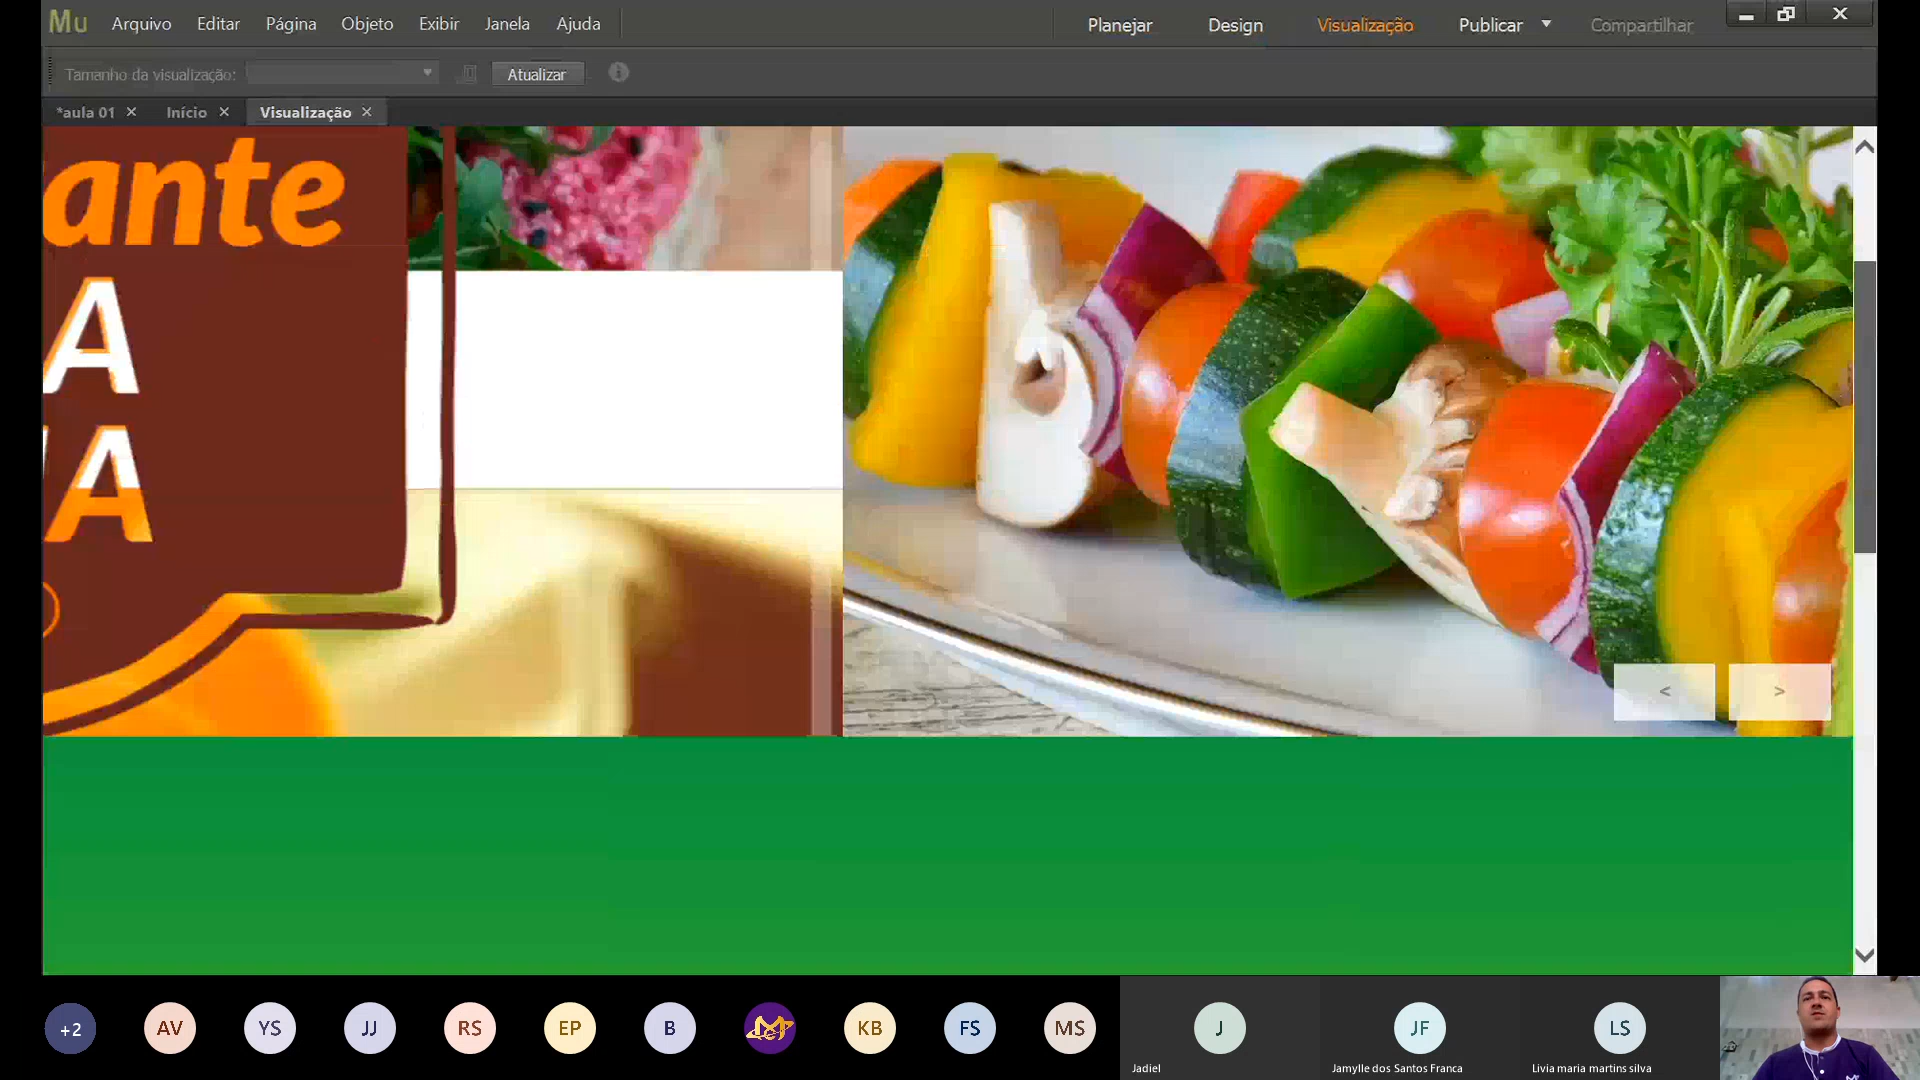 Mu Arquivo Editar Página Objeto Exibir Janela Ajuda Planejar Design Visualização Publicar Compartilhar
Tamanho da visualização: Atualizar
*aula 01 Início Visualização
ante
A
A
< >
+2 AV YS JJ RS EP B KB FS MS J JF LS
Jadiel Jamylle dos Santos Franca Livia maria martins silva